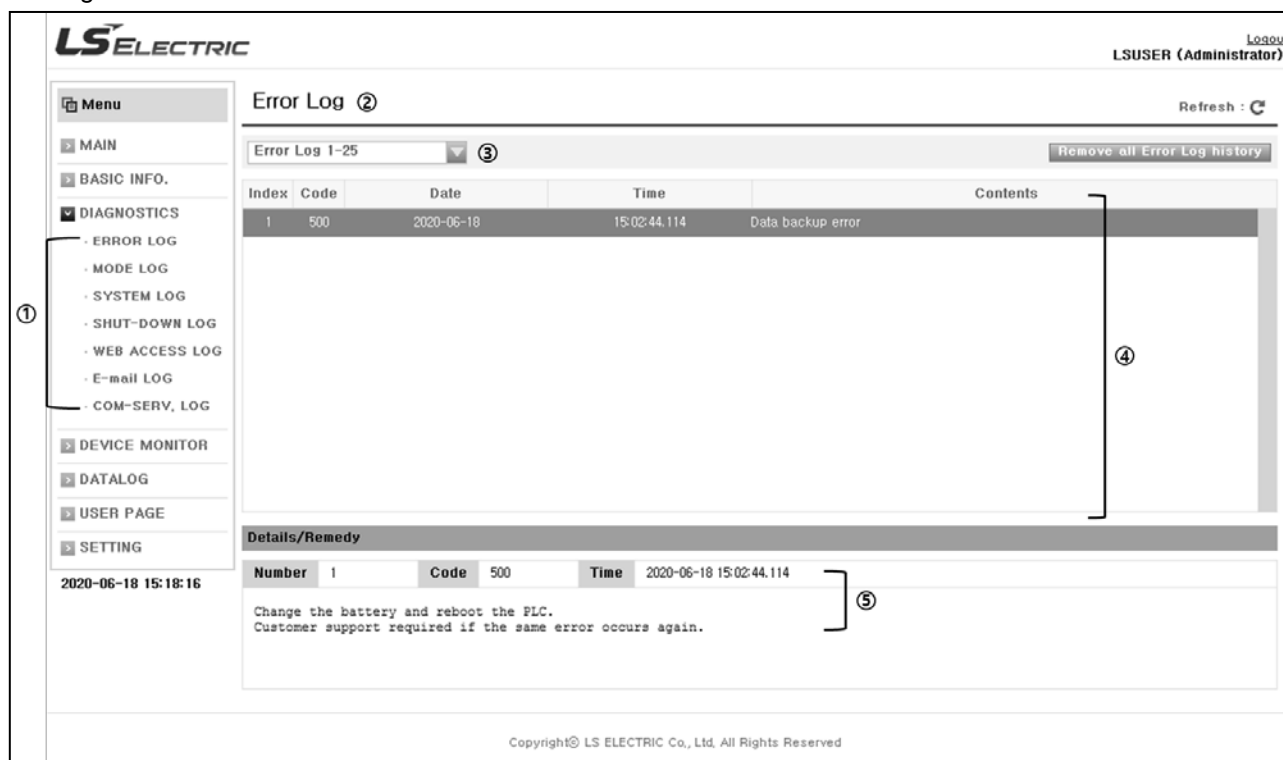 LS ELECTRIC
Logou
LSUSER (Administrator)
Menu
MAIN
BASIC INFO.
DIAGNOSTICS
· ERROR LOG
· MODE LOG
· SYSTEM LOG
· SHUT-DOWN LOG
· WEB ACCESS LOG
· E-mail LOG
· COM-SERV, LOG
①
DEVICE MONITOR
DATALOG
USER PAGE
SETTING
2020-06-18 15:18:16
Error Log ②
Refresh :
Error Log 1-25 ③
Remove all Error Log history
Index Code Date Time Contents
1 500 2020-06-18 15:02:44.114 Data backup error
④
Details/Remedy
Number 1 Code 500 Time 2020-06-18 15:02:44.114
⑤
Change the battery and reboot the PLC.
Customer support required if the same error occurs again.
Copyright© LS ELECTRIC Co,, Ltd, All Rights Reserved